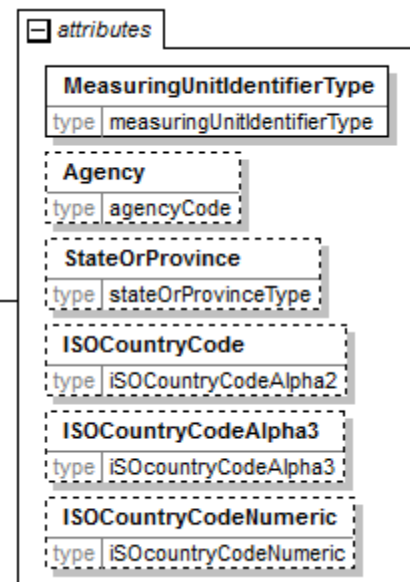 attributes
MeasuringUnitIdentifierType
type measuringUnitIdentifierType
Agency
type agencyCode
StateOrProvince
type stateOrProvinceType
ISOCountryCode
type iSOCountryCodeAlpha2
ISOCountryCodeAlpha3
type iSOcountryCodeAlpha3
ISOCountryCodeNumeric
type iSOcountryCodeNumeric